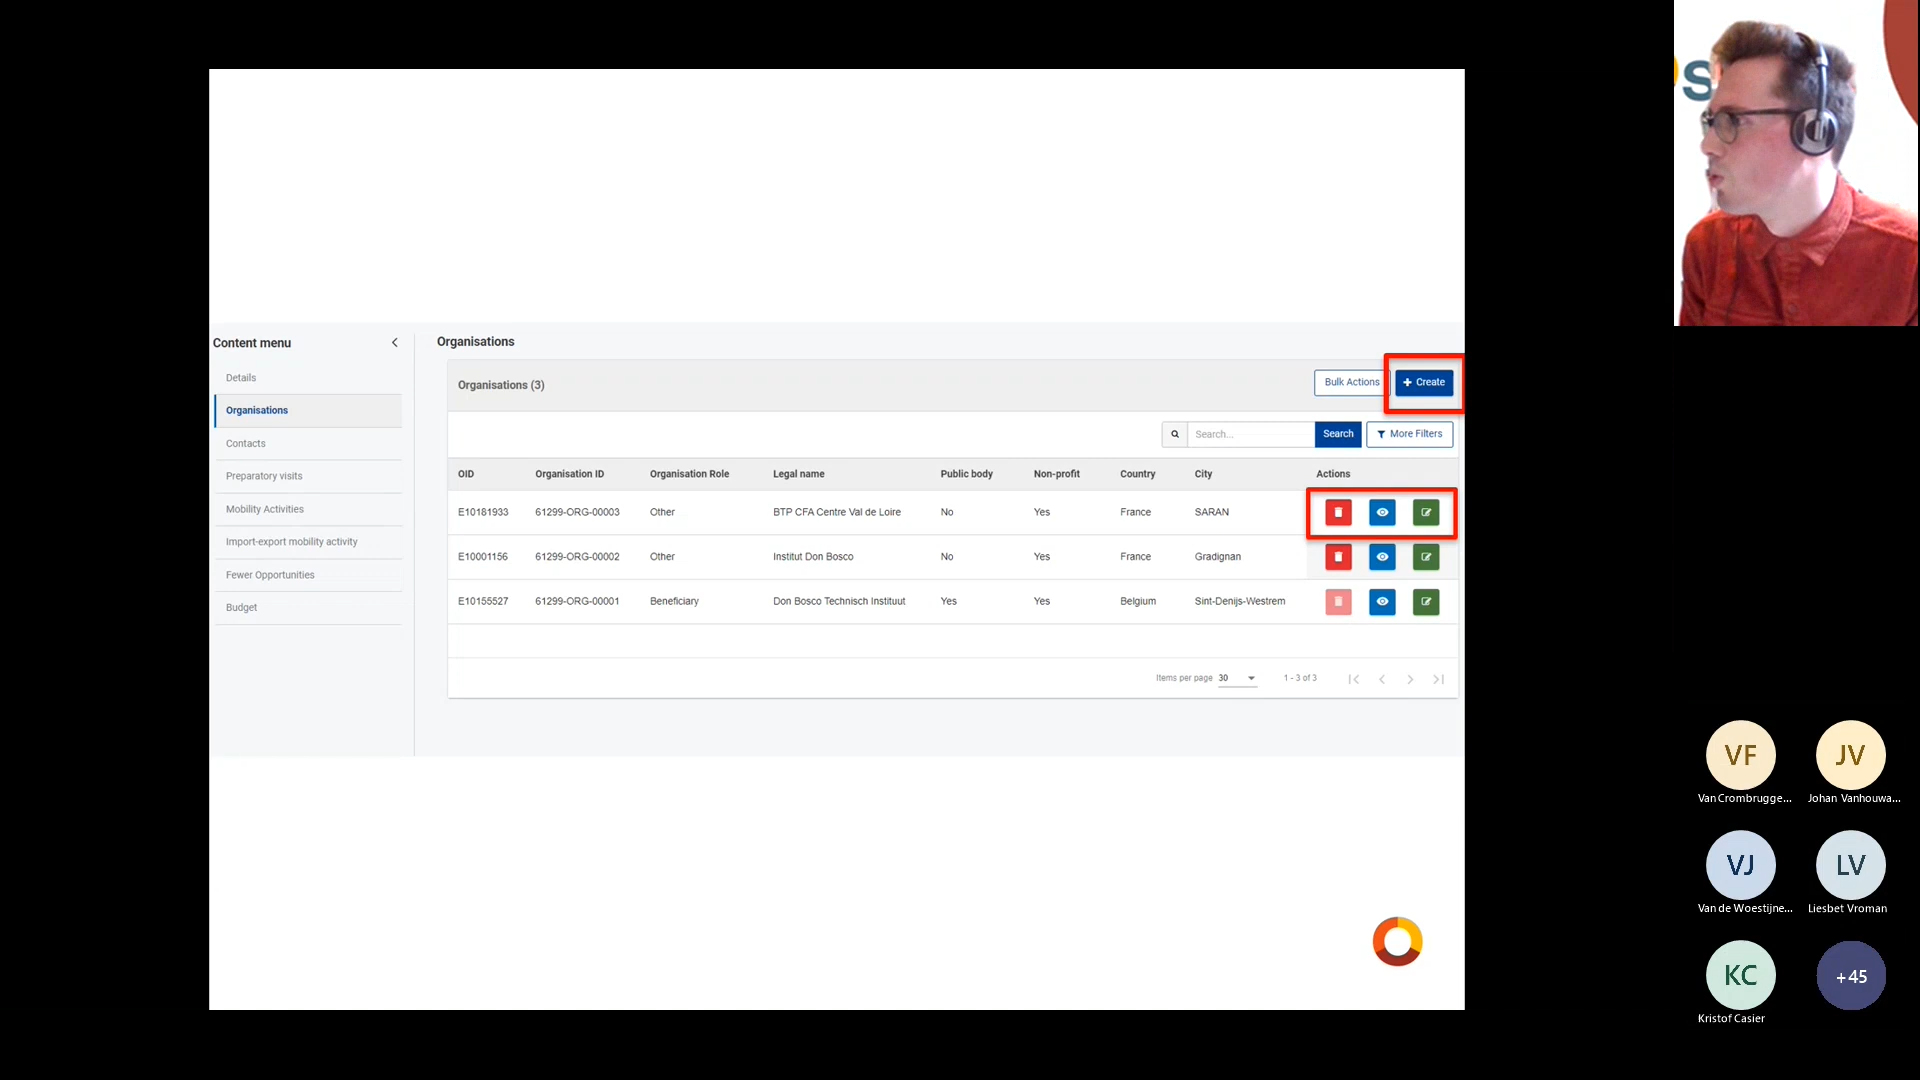 Content menu
Details
Organisations
Contacts
Preparatory visits
Mobility Activities
Import-export mobility activity
Fewer Opportunities
Budget
Organisations
Organisations (3)
Bulk Actions
+ Create
Search...
Search
More Filters
OID Organisation ID Organisation Role Legal name Public body Non-profit Country City Actions
E10181933 61299-ORG-00003 Other BTP CFA Centre Val de Loire No Yes France SARAN
E10001156 61299-ORG-00002 Other Institut Don Bosco No Yes France Gradignan
E10155527 61299-ORG-00001 Beneficiary Don Bosco Technisch Instituut Yes Yes Belgium Sint-Denijs-Westrem
Items per page 30 1 - 3 of 3
s
VF
Van Crombrugge...
JV
Johan Vanhouwa...
VJ
Van de Woestijne...
LV
Liesbet Vroman
KC
Kristof Casier
+45